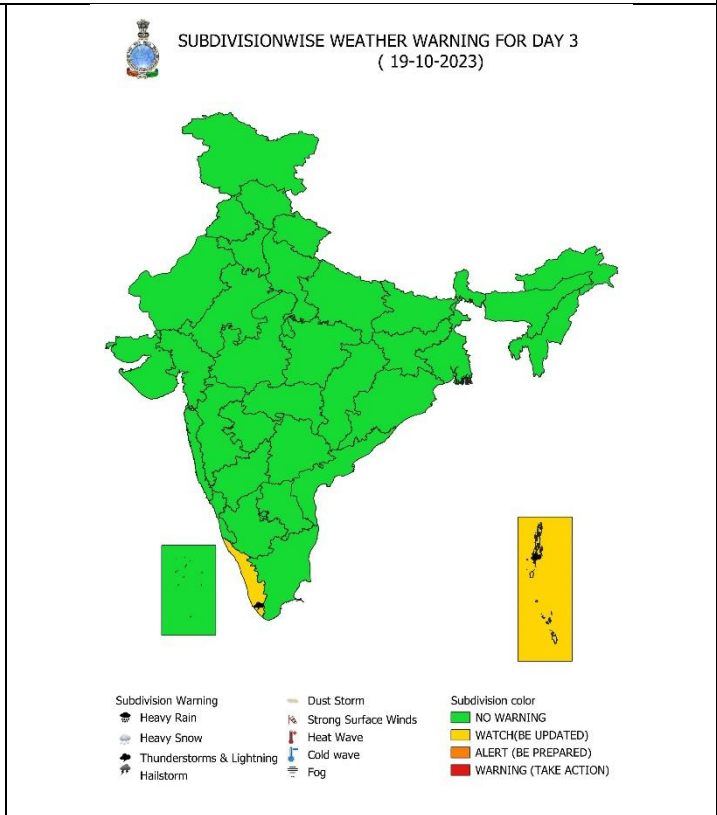 SUBDIVISIONWISE WEATHER WARNING FOR DAY 3
( 19-10-2023)
Subdivision Warning
Heavy Rain
Heavy Snow
Thunderstorms & Lightning
Hailstorm
Dust Storm
Strong Surface Winds
Heat Wave
Cold wave
Fog
Subdivision color
NO WARNING
WATCH(BE UPDATED)
ALERT (BE PREPARED)
WARNING (TAKE ACTION)